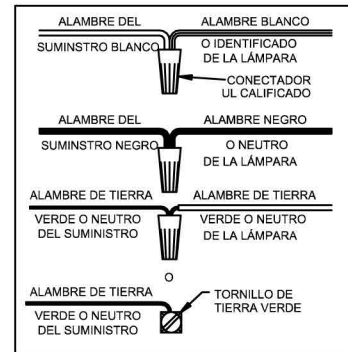 ALAMBRE DEL
SUMINSTRO BLANCO
ALAMBRE BLANCO
O IDENTIFICADO
DE LA LÁMPARA
CONECTADOR
UL CALIFICADO
ALAMBRE DEL
SUMINSTRO NEGRO
ALAMBRE NEGRO
O NEUTRO
DE LA LÁMPARA
ALAMBRE DE TIERRA
VERDE O NEUTRO
DEL SUMINISTRO
ALAMBRE DE TIERRA
VERDE O NEUTRO
DE LA LÁMPARA
O
ALAMBRE DE TIERRA
VERDE O NEUTRO
DEL SUMINISTRO
TORNILLO DE
TIERRA VERDE